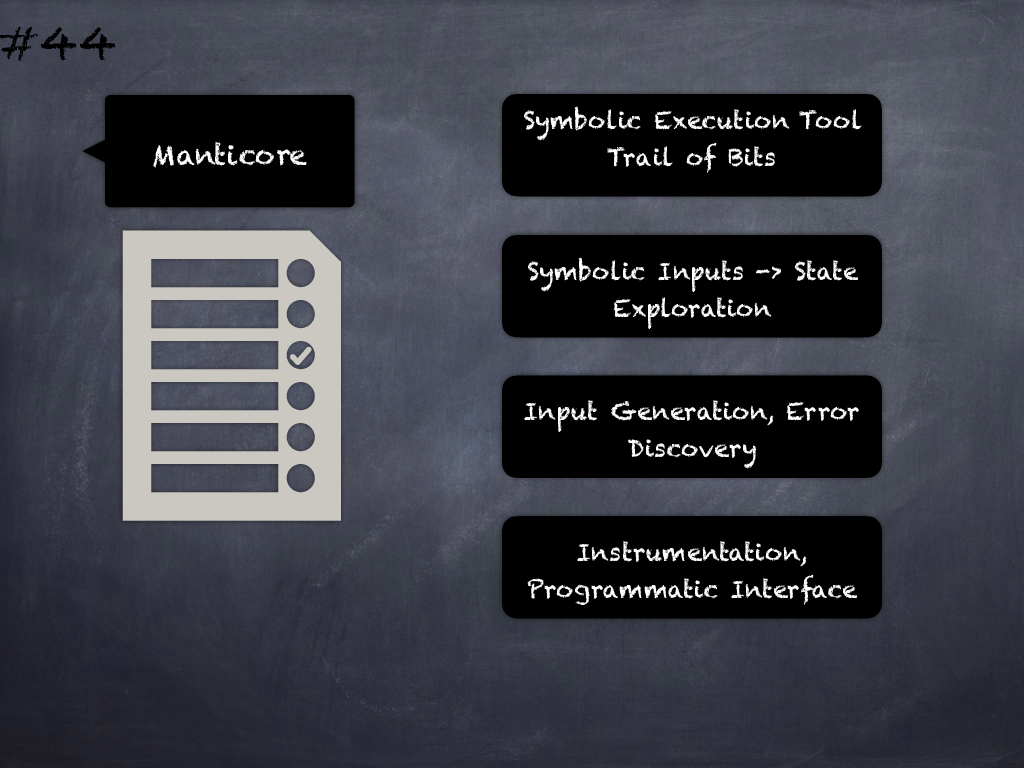 #44
Manticore
Symbolic Execution Tool
Trail of Bits
Symbolic Inputs -> State
Exploration
Input Generation, Error
Discovery
Instrumentation,
Programmatic Interface